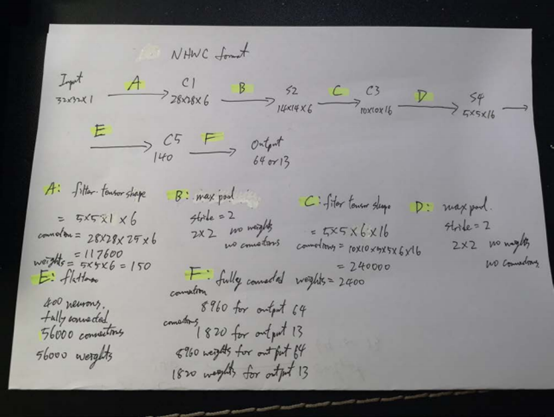 NHWC format
Input A C1 B S2 C C3 D S4
32x32x1 28x28x6 14x14x6 10x10x16 5x5x16
E C5 F Output
140 64 or 13
A: filter tensor shape
= 5x5x1x6
connection = 28x28x25x6
= 117600
weights = 5x5x6 = 150
B: max pool
stride = 2
2x2 no weights
no connections
C: filter tensor shape
= 5x5x6x16
connections = 10x10x5x5x6x16
= 240000
weights = 2400
D: max pool
stride = 2
2x2 no weights
no connections
E: flatten
400 neurons,
fully connected
56000 connections
56000 weights
F: fully connected
connection
8960 for output 64
connections
1820 for output 13
8960 weights for output 64
1820 weights for output 13